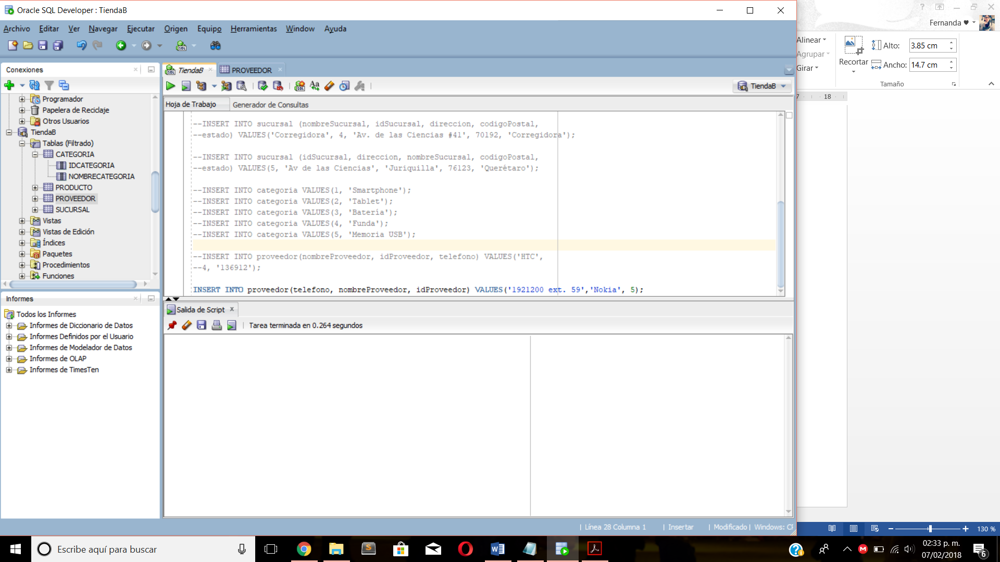 Oracle SQL Developer : TiendaB
Archivo Editar Ver Navegar Ejecutar Origen Equipo Herramientas Window Ayuda
Conexiones
Programador
Papelera de Reciclaje
Otros Usuarios
TiendaB
Tablas (Filtrado)
CATEGORIA
IDCATEGORIA
NOMBRECATEGORIA
PRODUCTO
PROVEEDOR
SUCURSAL
Vistas
Vistas de Edición
Índices
Paquetes
Procedimientos
Funciones
Informes
Todos los Informes
Informes de Diccionario de Datos
Informes Definidos por el Usuario
Informes de Modelador de Datos
Informes de OLAP
Informes de TimesTen
TiendaB PROVEEDOR
TiendaB
Hoja de Trabajo Generador de Consultas
--INSERT INTO sucursal (nombreSucursal, idSucursal, direccion, codigoPostal,
--estado) VALUES('Corregidora', 4, 'Av. de las Ciencias #41', 70192, 'Corregidora');
--INSERT INTO sucursal (idSucursal, direccion, nombreSucursal, codigoPostal,
--estado) VALUES(5, 'Av de las Ciencias', 'Juriquilla', 76123, 'Querétaro');
--INSERT INTO categoria VALUES(1, 'Smartphone');
--INSERT INTO categoria VALUES(2, 'Tablet');
--INSERT INTO categoria VALUES(3, 'Batería');
--INSERT INTO categoria VALUES(4, 'Funda');
--INSERT INTO categoria VALUES(5, 'Memoria USB');
--INSERT INTO proveedor(nombreProveedor, idProveedor, telefono) VALUES('HTC',
--4, '136912');
INSERT INTO proveedor(telefono, nombreProveedor, idProveedor) VALUES('1921200 ext. 59','Nokia', 5);
Salida de Script
Tarea terminada en 0.264 segundos
| Línea 28 Columna 1 | Insertar | Modificado | Windows: CF
Fernanda ♥
Alinear
Agrupar
Girar
Recortar
Alto: 3.85 cm
Ancho: 14.7 cm
Tamaño
7 18
130 %
Escribe aquí para buscar
02:33 p. m.
07/02/2018
6